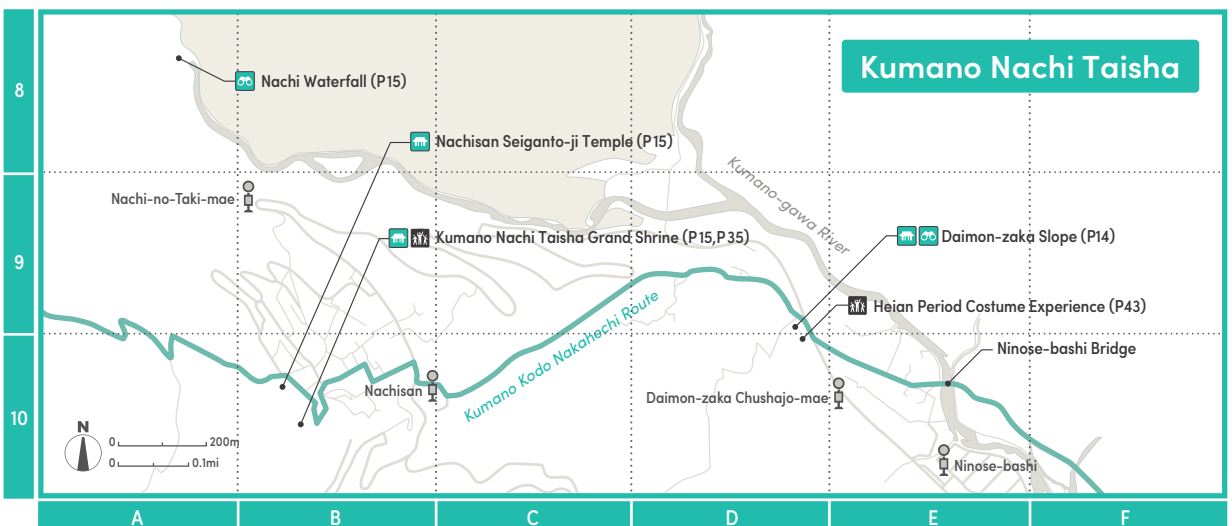 Kumano Nachi Taisha
8
Nachi Waterfall (P15)
Nachisan Seiganto-ji Temple (P15)
Kumano-gawa River
Nachi-no-Taki-mae
Kumano Nachi Taisha Grand Shrine (P15,P35)
Daimon-zaka Slope (P14)
9
Heian Period Costume Experience (P43)
Kumano Kodo Nakahechi Route
Ninose-bashi Bridge
Nachisan
Daimon-zaka Chushajo-mae
10
N
0 200m
0 0.1mi
Ninose-bashi
A B C D E F